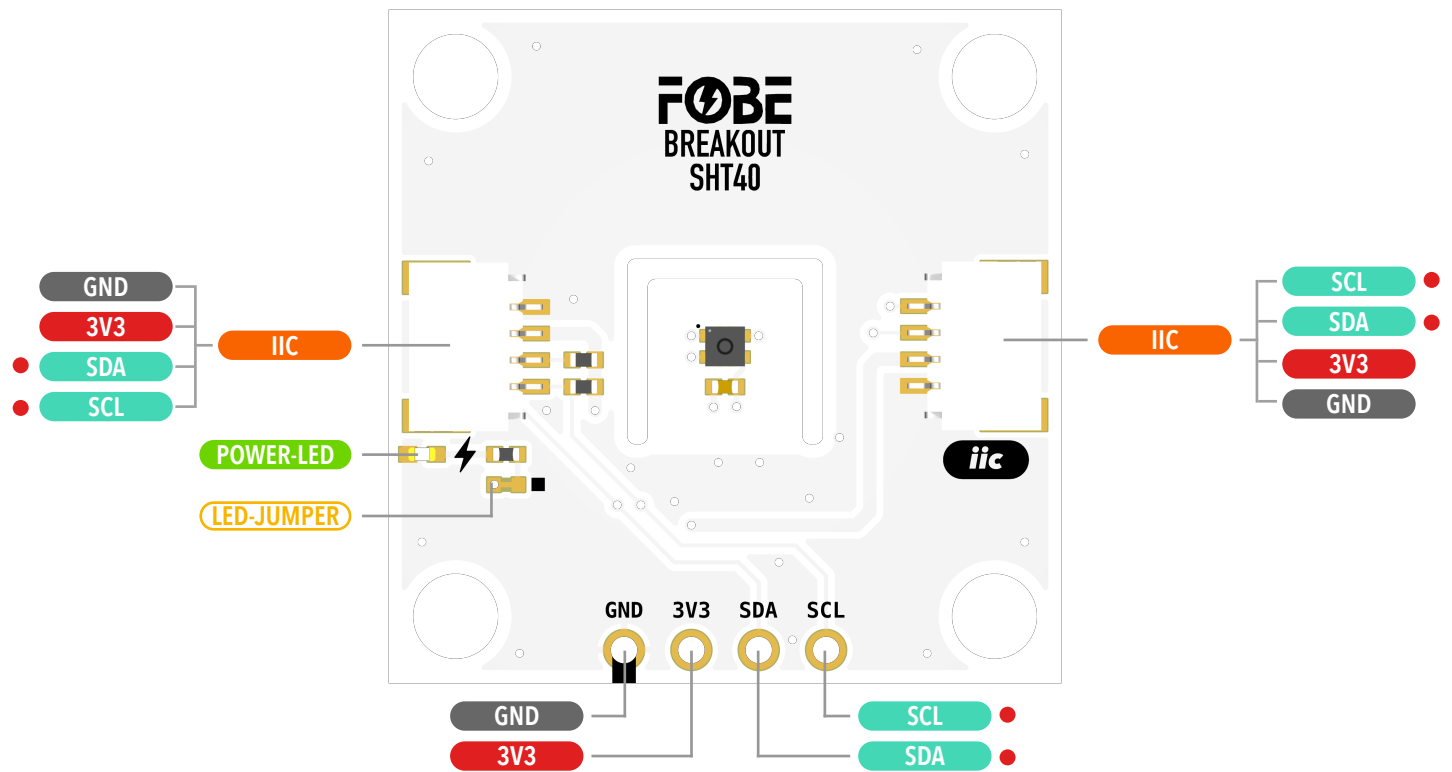 FOBE
BREAKOUT
SHT40
GND
3V3
SDA
SCL
IIC
SCL
SDA
3V3
GND
IIC
iic
POWER-LED
LED-JUMPER
GND 3V3 SDA SCL
GND
3V3
SCL
SDA